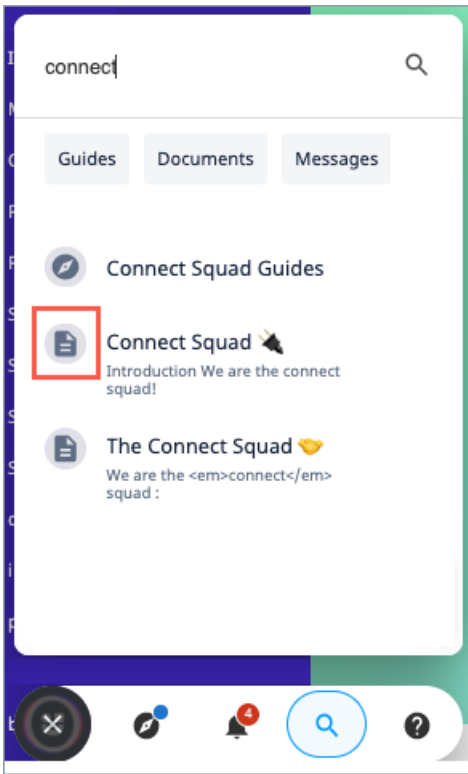 connect
Guides Documents Messages
Connect Squad Guides
Connect Squad 🔌
Introduction We are the connect
squad!
The Connect Squad 🤝
We are the <em>connect</em>
squad :
4